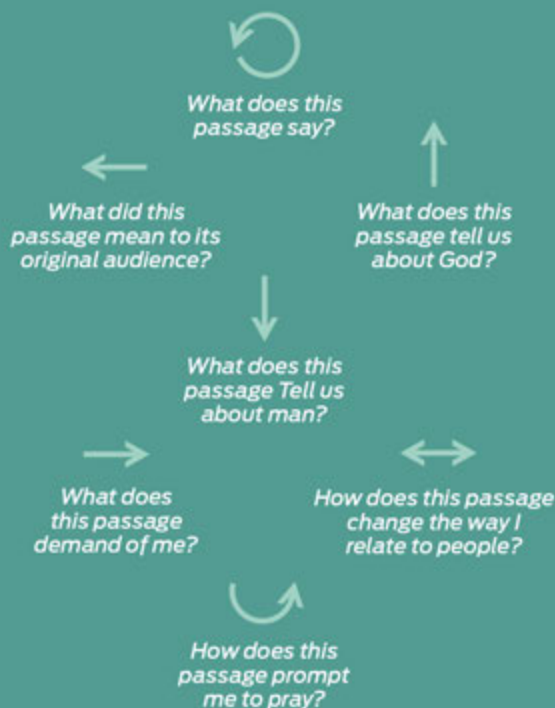 What does this
passage say?
What did this
passage mean to its
original audience?
What does this
passage tell us
about God?
What does this
passage Tell us
about man?
What does
this passage
demand of me?
How does this passage
change the way I
relate to people?
How does this
passage prompt
me to pray?